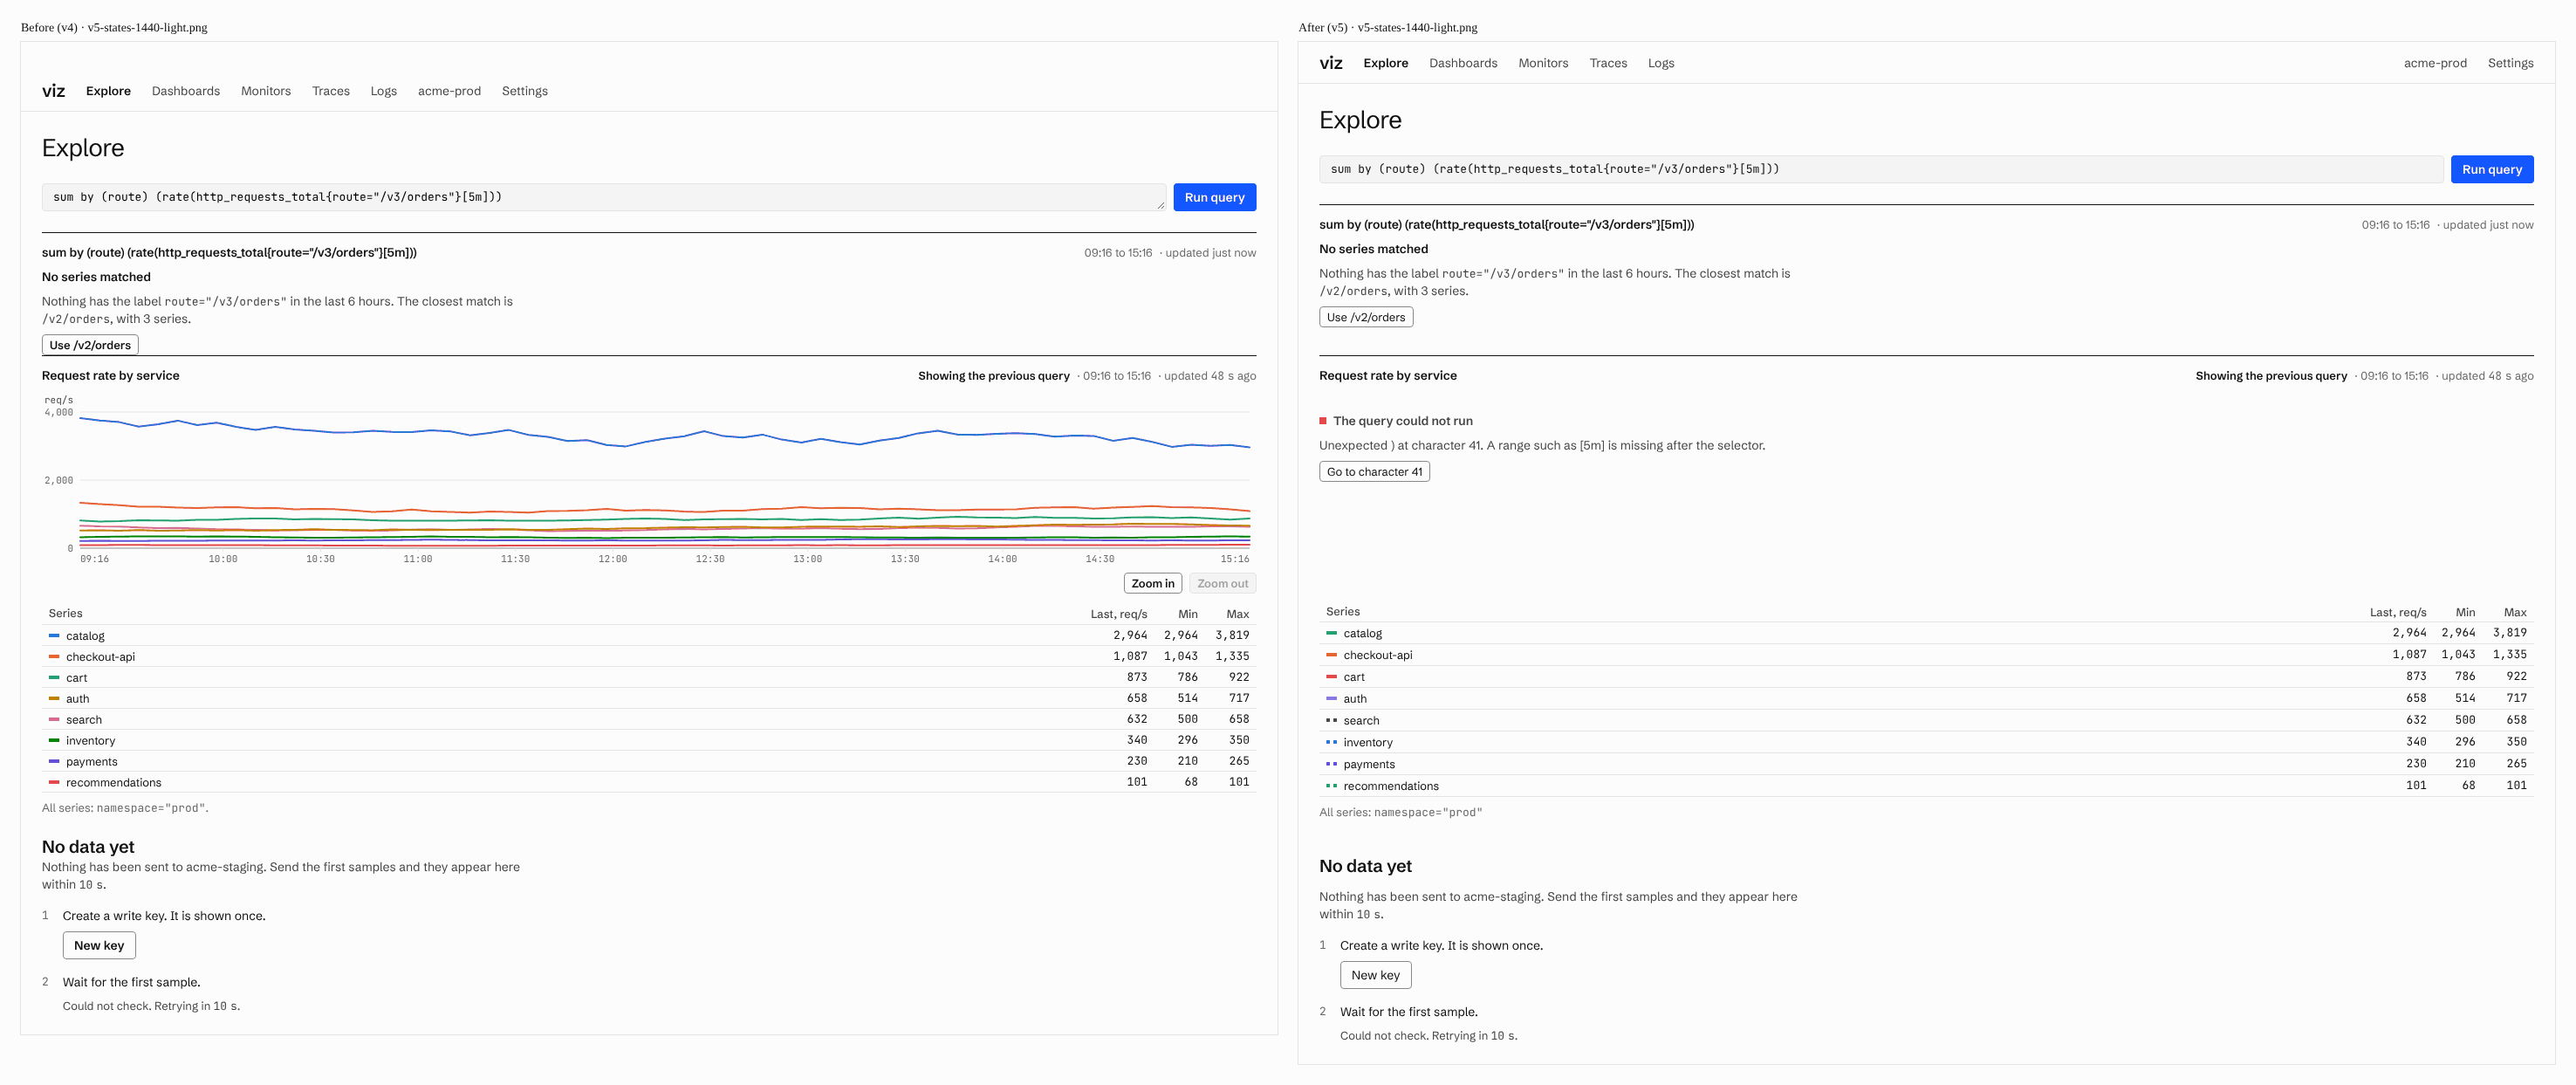 Before (v4) · v5-states-1440-light.png
viz Explore Dashboards Monitors Traces Logs acme-prod Settings
Explore
sum by (route) (rate(http_requests_total{route="/v3/orders"}[5m]))
Run query
sum by (route) (rate(http_requests_total{route="/v3/orders"}[5m]))
09:16 to 15:16 · updated just now
No series matched
Nothing has the label route="/v3/orders" in the last 6 hours. The closest match is
/v2/orders, with 3 series.
Use /v2/orders
Request rate by service
Showing the previous query · 09:16 to 15:16 · updated 48 s ago
req/s
4,000
2,000
0
09:16 10:00 10:30 11:00 11:30 12:00 12:30 13:00 13:30 14:00 14:30 15:16
Zoom in Zoom out
Series Last, req/s Min Max
catalog 2,964 2,964 3,819
checkout-api 1,087 1,043 1,335
cart 873 786 922
auth 658 514 717
search 632 500 658
inventory 340 296 350
payments 230 210 265
recommendations 101 68 101
All series: namespace="prod".
No data yet
Nothing has been sent to acme-staging. Send the first samples and they appear here
within 10 s.
1 Create a write key. It is shown once.
New key
2 Wait for the first sample.
Could not check. Retrying in 10 s.
After (v5) · v5-states-1440-light.png
viz Explore Dashboards Monitors Traces Logs acme-prod Settings
Explore
sum by (route) (rate(http_requests_total{route="/v3/orders"}[5m]))
Run query
sum by (route) (rate(http_requests_total{route="/v3/orders"}[5m]))
09:16 to 15:16 · updated just now
No series matched
Nothing has the label route="/v3/orders" in the last 6 hours. The closest match is
/v2/orders, with 3 series.
Use /v2/orders
Request rate by service
Showing the previous query · 09:16 to 15:16 · updated 48 s ago
The query could not run
Unexpected ) at character 41. A range such as [5m] is missing after the selector.
Go to character 41
Series Last, req/s Min Max
catalog 2,964 2,964 3,819
checkout-api 1,087 1,043 1,335
cart 873 786 922
auth 658 514 717
search 632 500 658
inventory 340 296 350
payments 230 210 265
recommendations 101 68 101
All series: namespace="prod"
No data yet
Nothing has been sent to acme-staging. Send the first samples and they appear here
within 10 s.
1 Create a write key. It is shown once.
New key
2 Wait for the first sample.
Could not check. Retrying in 10 s.